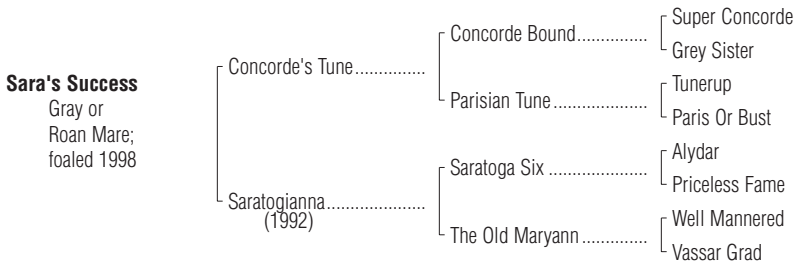 Super Concorde
Concorde Bound...............
Grey Sister
Concorde's Tune...............
Tunerup
Parisian Tune ....................
Paris Or Bust
Sara's Success
Gray or
Roan Mare;
foaled 1998
Alydar
Saratoga Six .....................
Priceless Fame
Saratogianna.....................
(1992)
Well Mannered
The Old Maryann ..............
Vassar Grad